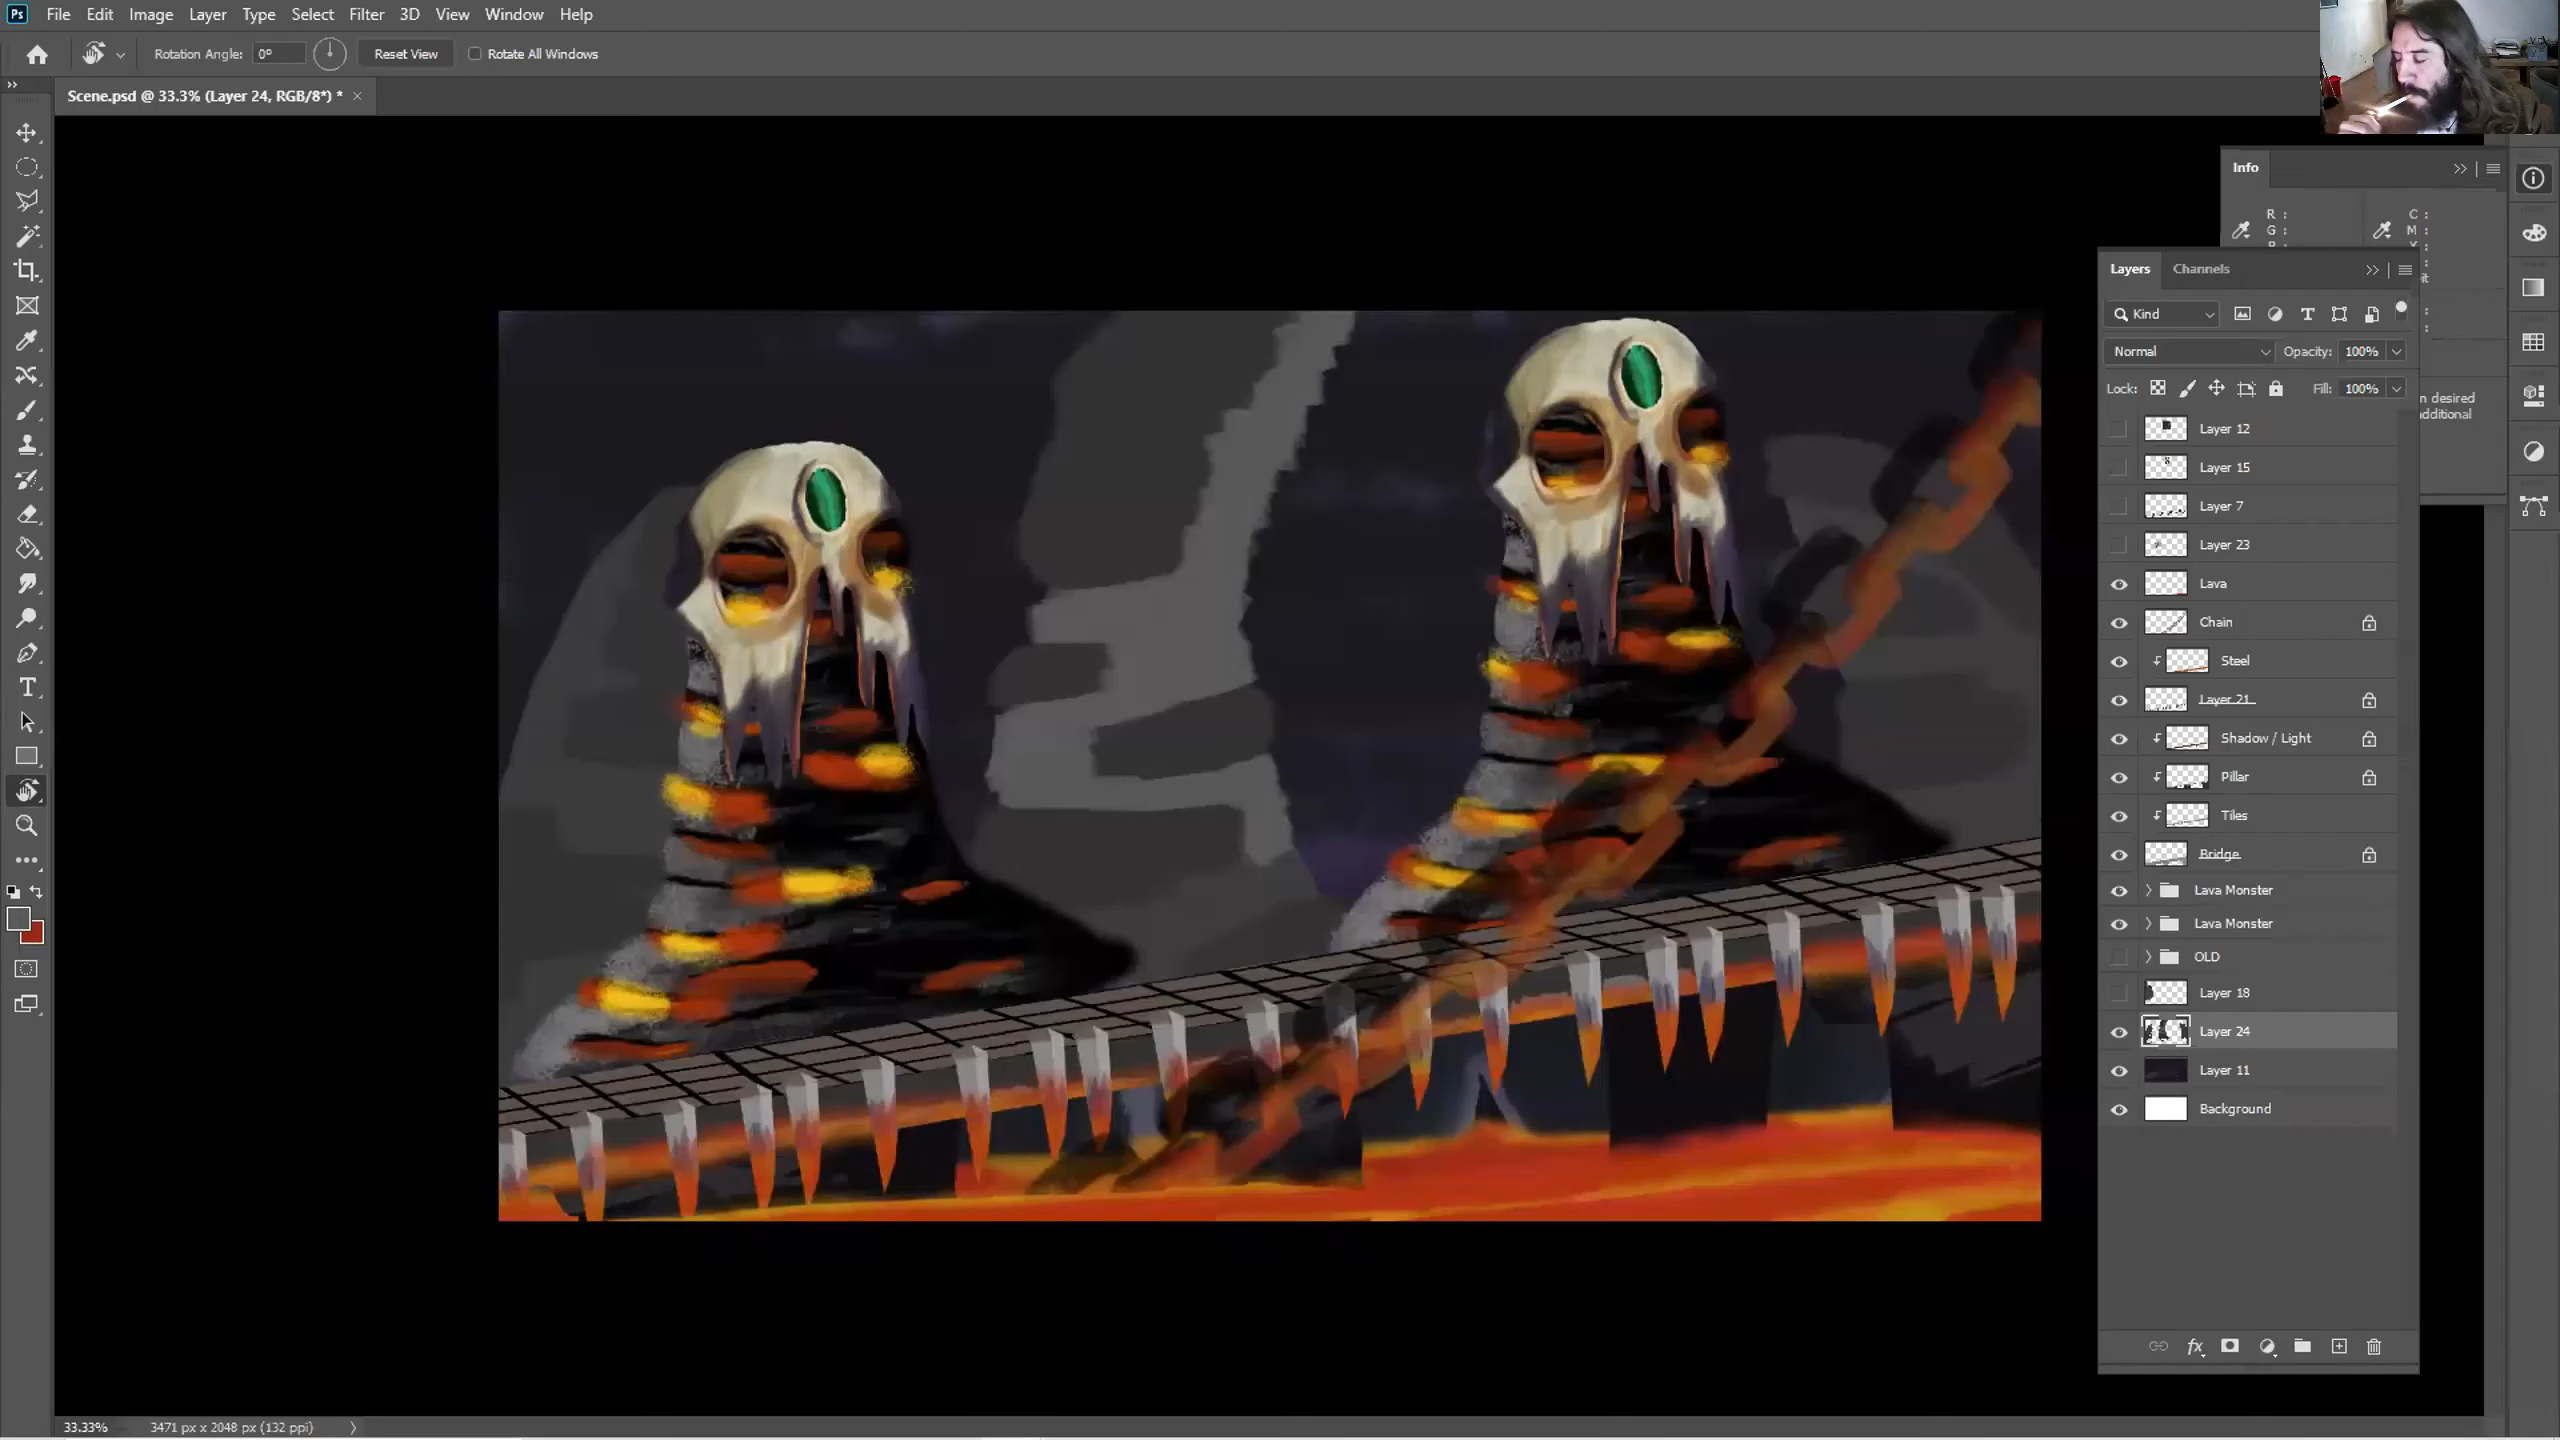 Ps File Edit Image Layer Type Select Filter 3D View Window Help
Rotation Angle: 0° Reset View Rotate All Windows
Scene.psd @ 33.3% (Layer 24, RGB/8*) * ×
Info
R :
G :
C :
M :
Layers Channels
Kind
Normal Opacity: 100%
Lock: Fill: 100%
n desired
additional
Layer 12
Layer 15
Layer 7
Layer 23
Lava
Chain
Steel
Layer 21
Shadow / Light
Pillar
Tiles
Bridge
Lava Monster
Lava Monster
OLD
Layer 18
Layer 24
Layer 11
Background
fx
33.33% 3471 px x 2048 px (132 ppi)